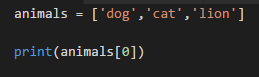 animals = ['dog','cat','lion']
print(animals[0])